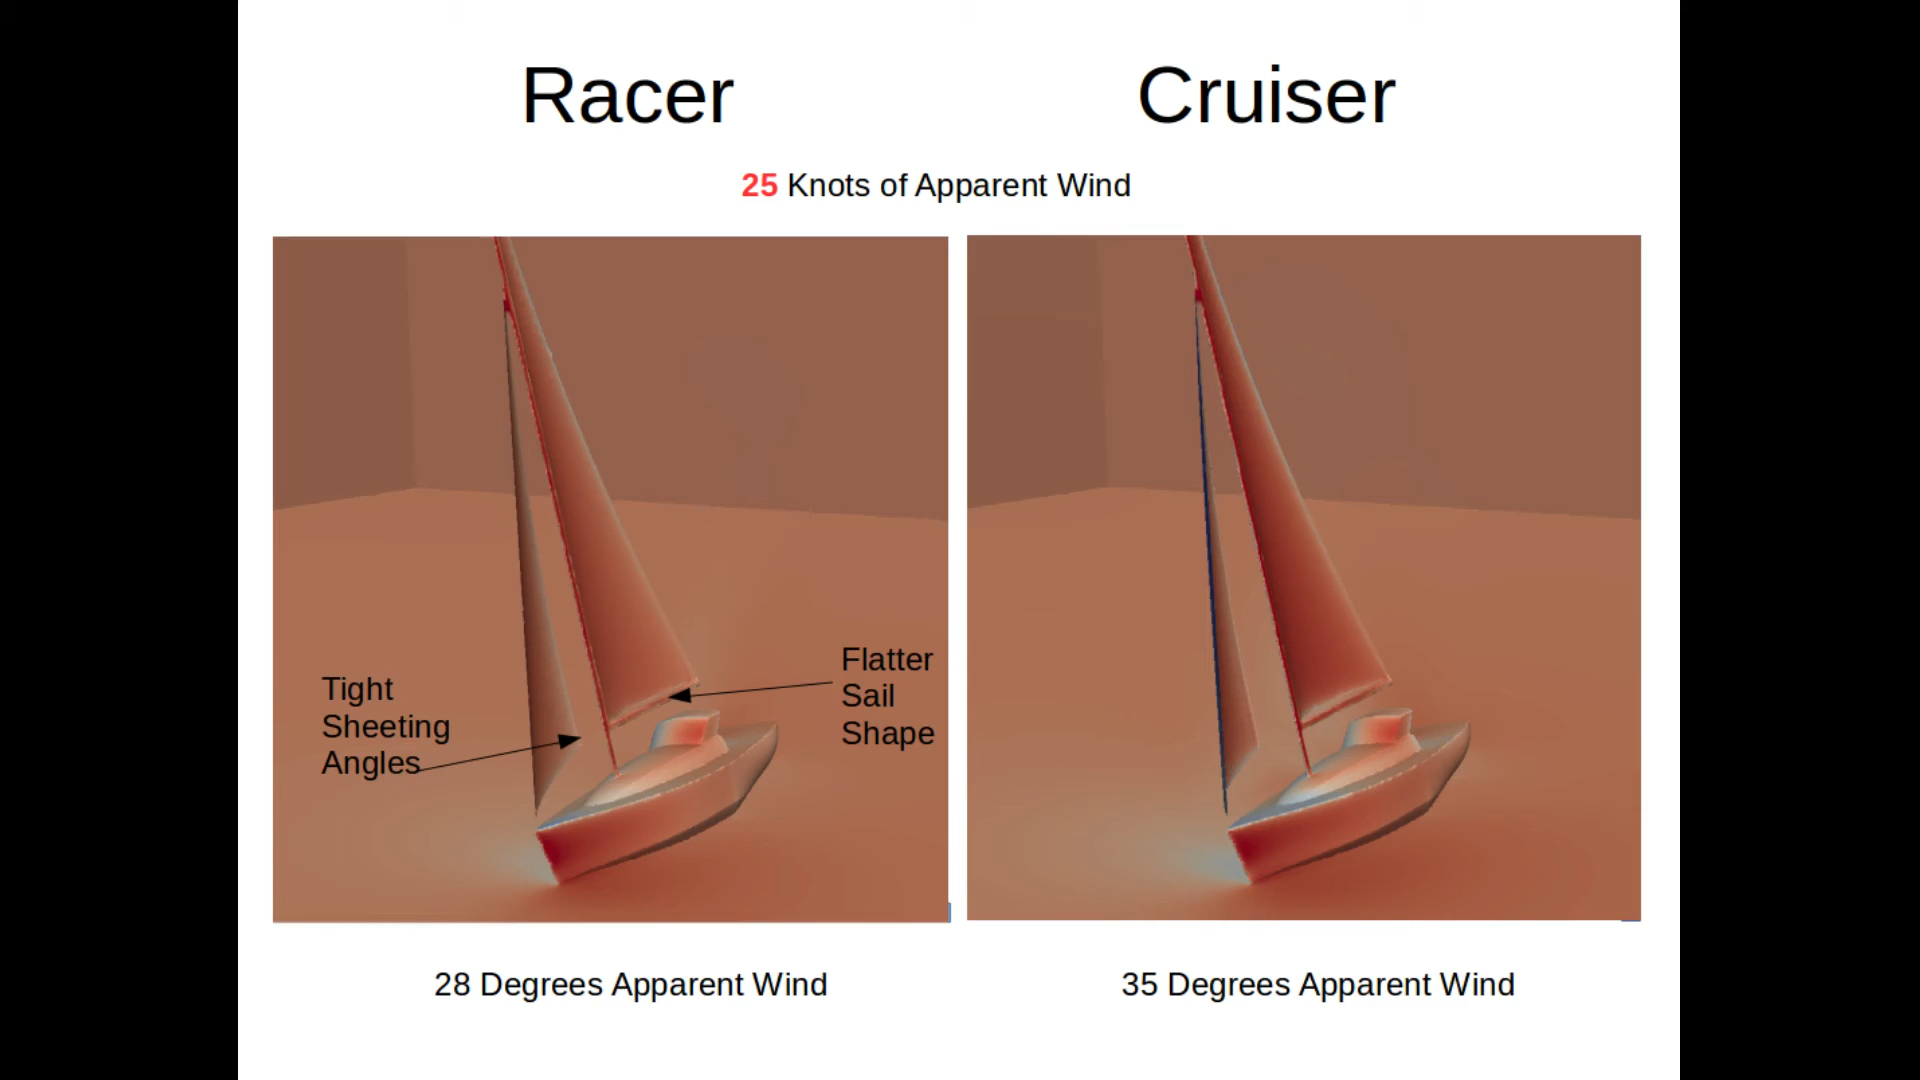 Racer
Cruiser
25 Knots of Apparent Wind
Tight
Sheeting
Angles
Flatter
Sail
Shape
28 Degrees Apparent Wind
35 Degrees Apparent Wind